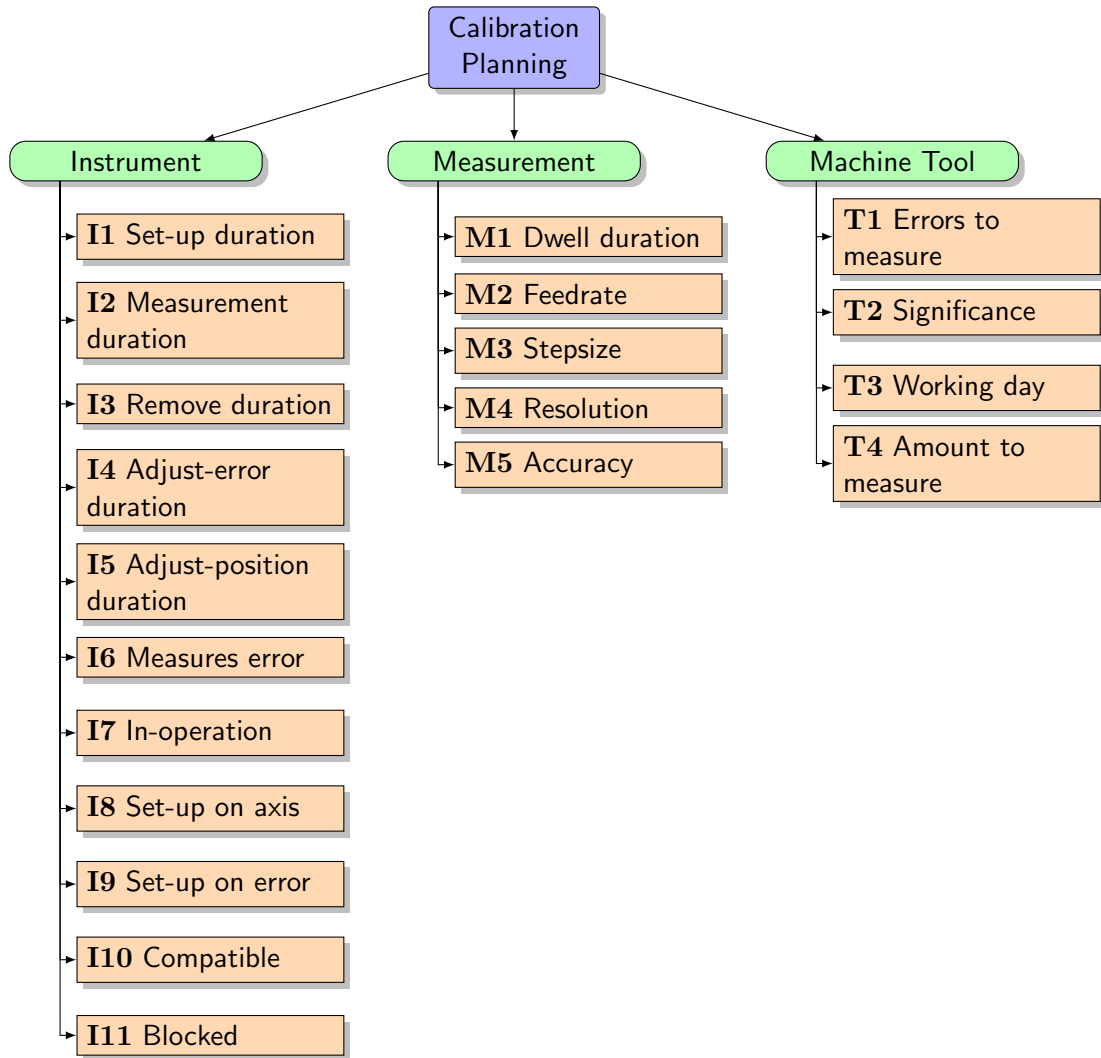 Calibration
Planning
Instrument
Measurement
Machine Tool
I1 Set-up duration
I2 Measurement
duration
I3 Remove duration
I4 Adjust-error
duration
I5 Adjust-position
duration
I6 Measures error
I7 In-operation
I8 Set-up on axis
I9 Set-up on error
I10 Compatible
I11 Blocked
M1 Dwell duration
M2 Feedrate
M3 Stepsize
M4 Resolution
M5 Accuracy
T1 Errors to
measure
T2 Significance
T3 Working day
T4 Amount to
measure